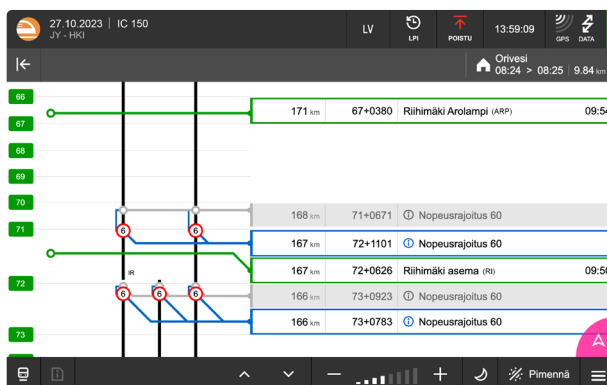 27.10.2023 | IC 150
JY - HKI
LV
LPI
POISTU
13:59:09
GPS DATA
Orivesi
08:24 > 08:25 9.84 km
66
171 km 67+0380 Riihimäki Arolampi (ARP) 09:54
67
68
69
70
168 km 71+0671 Nopeusrajoitus 60
71
6 6
167 km 72+1101 Nopeusrajoitus 60
IR
167 km 72+0626 Riihimäki asema (RI) 09:50
72
6 6 6
166 km 73+0923 Nopeusrajoitus 60
166 km 73+0783 Nopeusrajoitus 60
73
A
Pimennä